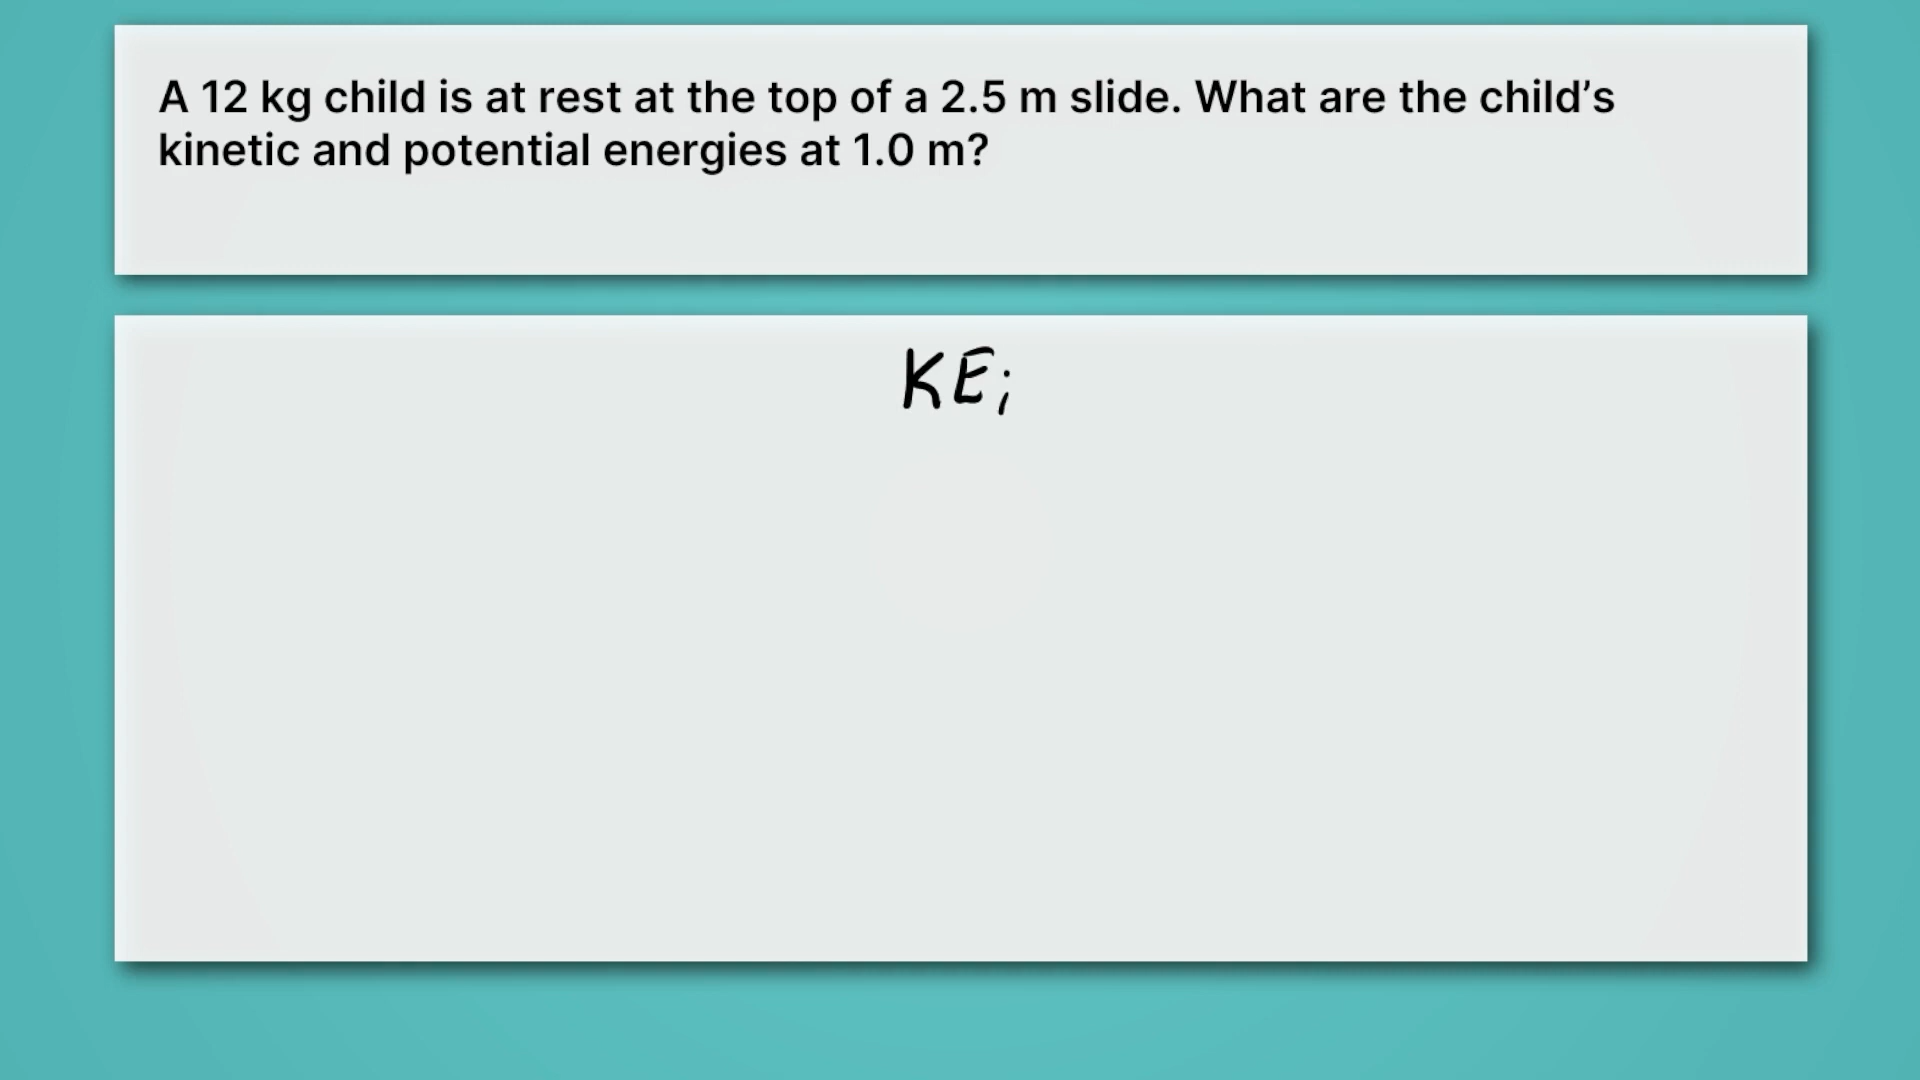 A 12 kg child is at rest at the top of a 2.5 m slide. What are the child’s
kinetic and potential energies at 1.0 m?
KEi